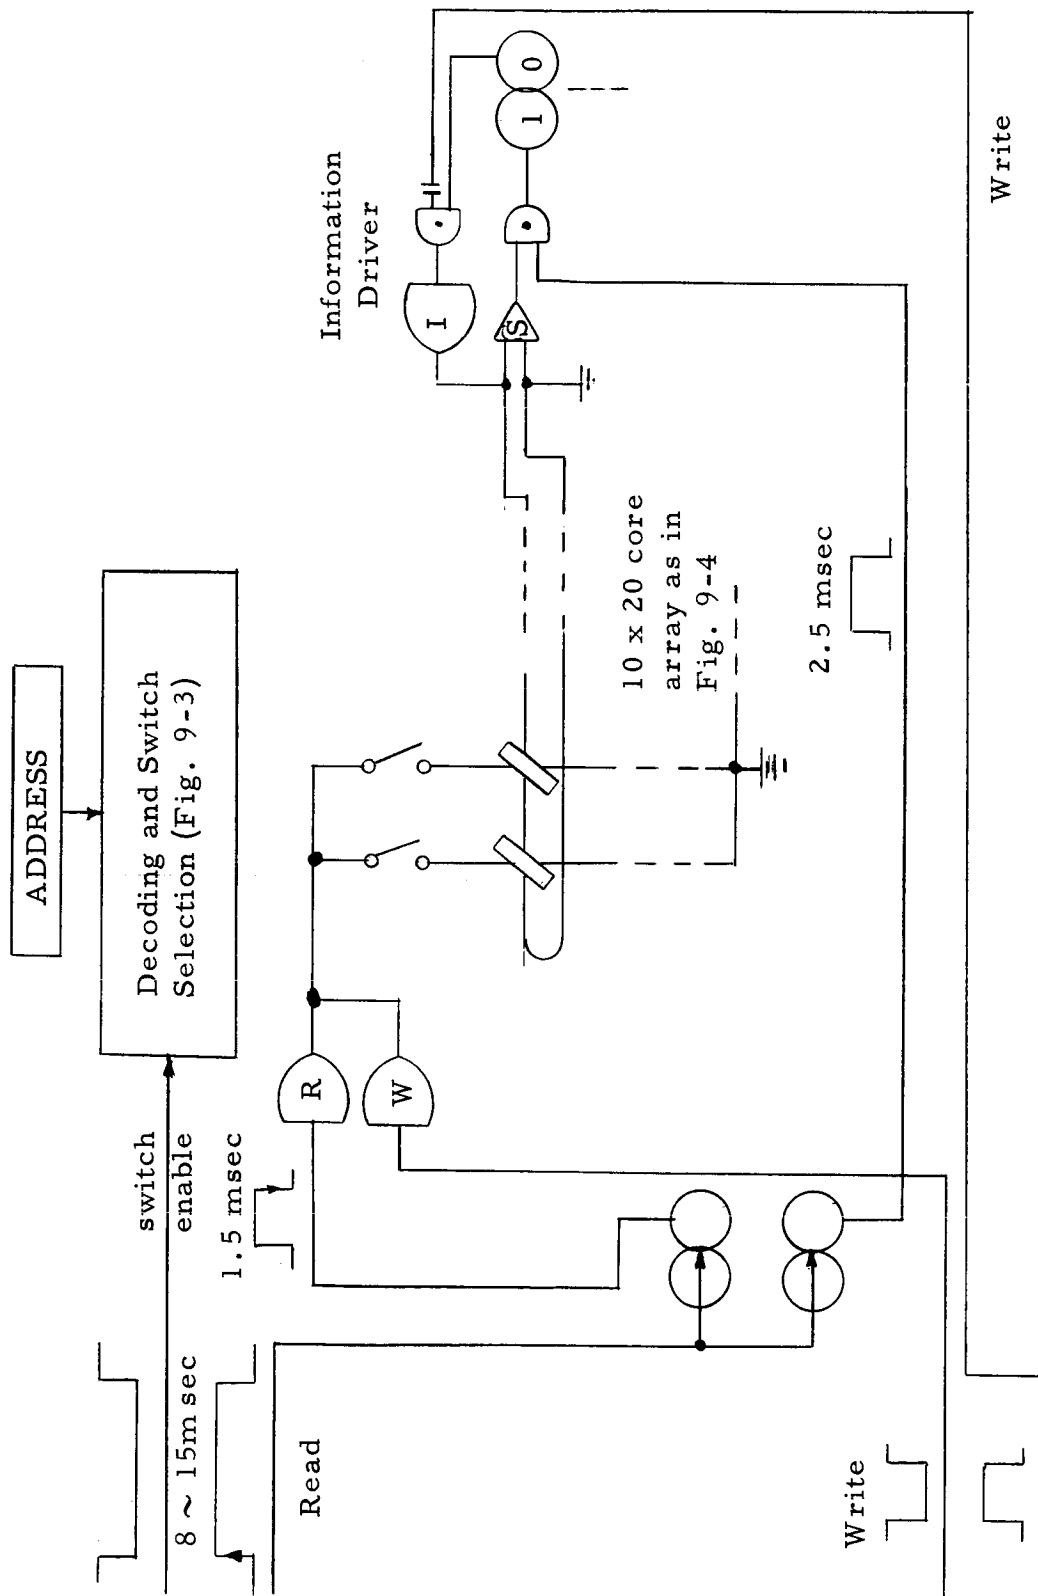 ADDRESS
Decoding and Switch
Selection (Fig. 9-3)
switch
enable
8 ~ 15msec
1.5 msec
Read
R
W
Information
Driver
I
S
1
0
10 x 20 core
array as in
Fig. 9-4
2.5 msec
Write
Write